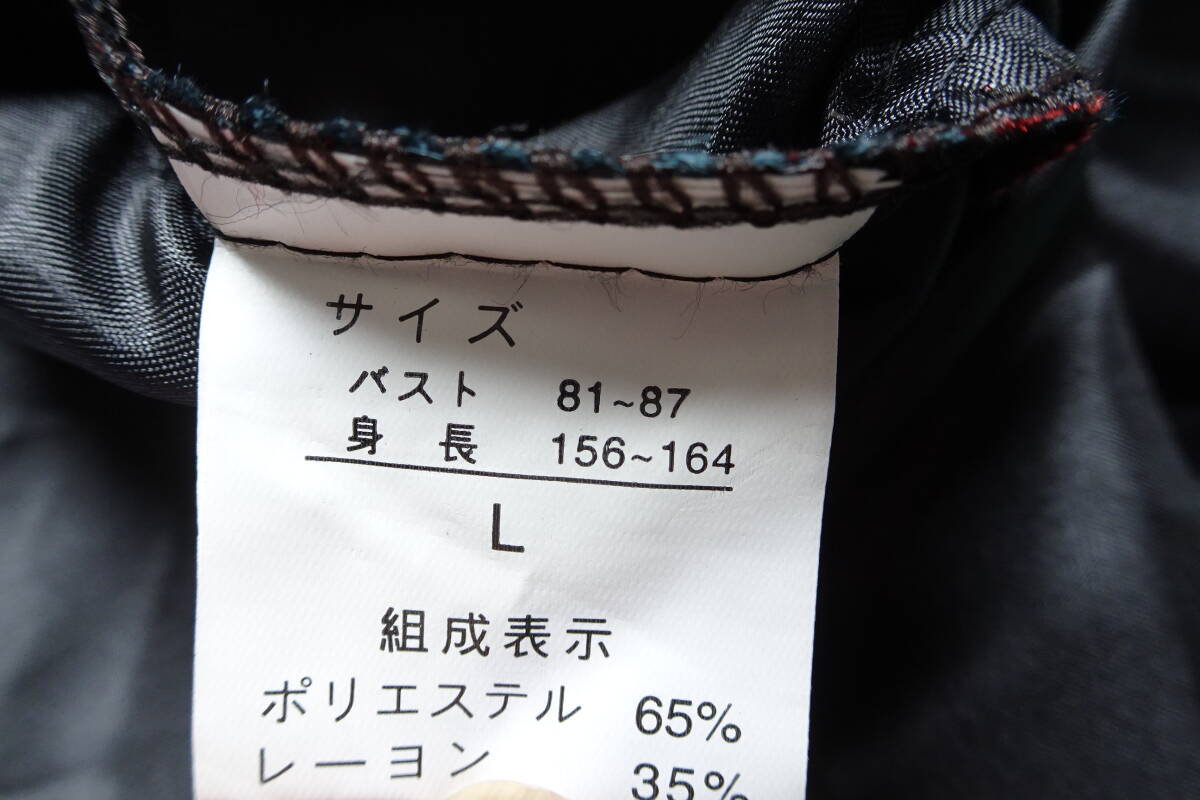 サイズ
バスト 81~87
身長 156~164
L
組成表示
ポリエステル 65%
レーヨン 35%